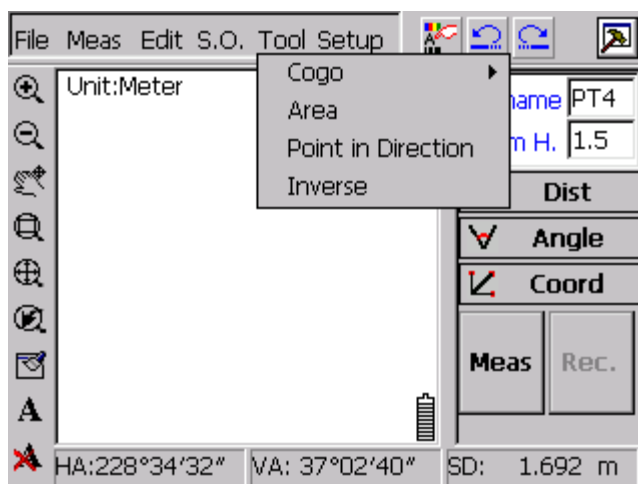 File Meas Edit S.O. Tool Setup
Cogo
Area
Point in Direction
Inverse
Unit:Meter
name PT4
m H. 1.5
Dist
Angle
Coord
Meas Rec.
A
A
HA:228°34'32" VA: 37°02'40" SD: 1.692 m